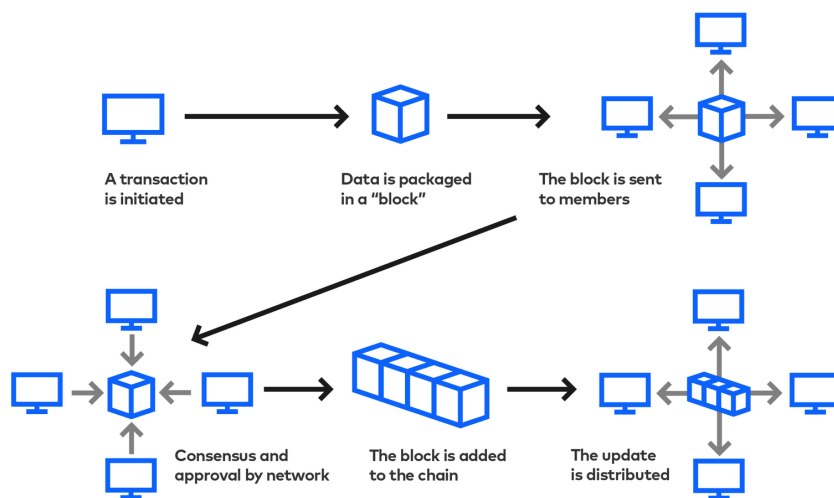 A transaction
is initiated
Data is packaged
in a “block”
The block is sent
to members
Consensus and
approval by network
The block is added
to the chain
The update
is distributed